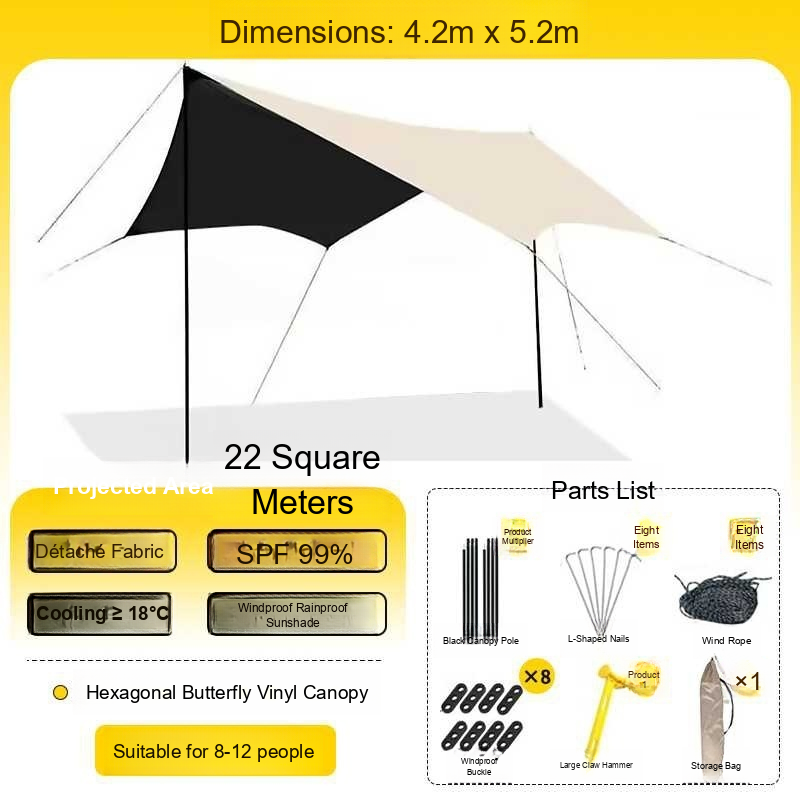 Dimensions: 4.2m x 5.2m
22 Square
Meters
Projected Area
Détaché Fabric
SPF 99%
Cooling ≥ 18°C
Windproof Rainproof
Sunshade
Hexagonal Butterfly Vinyl Canopy
Suitable for 8-12 people
Parts List
Product
Multiplier
Black Canopy Pole
Eight
Items
L-Shaped Nails
Eight
Items
Wind Rope
×8
Windproof
Buckle
Product
1
Large Claw Hammer
×1
Storage Bag